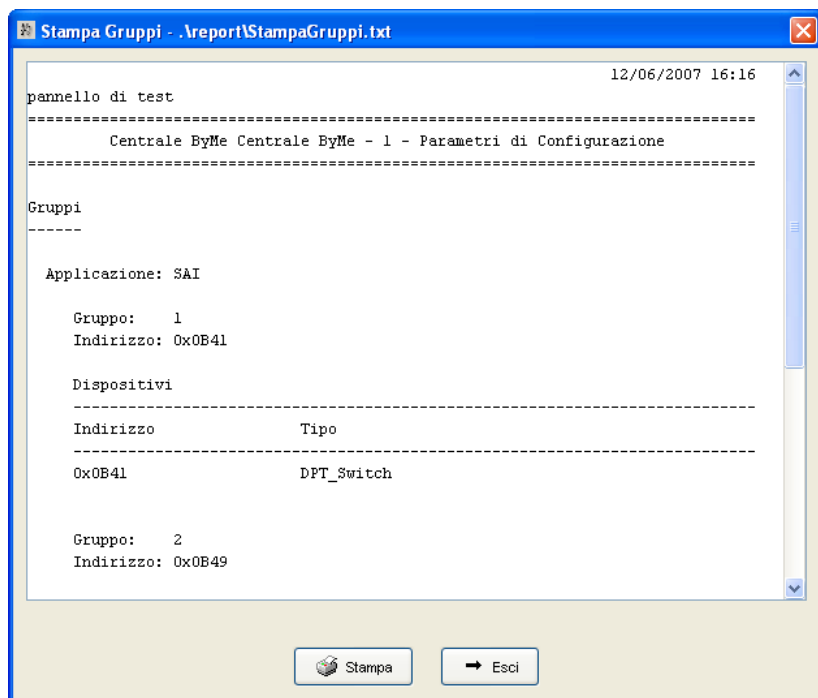 Stampa Gruppi - .\report\StampaGruppi.txt
12/06/2007 16:16
pannello di test
================================================================================
Centrale ByMe Centrale ByMe - 1 - Parametri di Configurazione
================================================================================
Gruppi
------
Applicazione: SAI
Gruppo: 1
Indirizzo: 0x0B41
Dispositivi
---------------------------------------------------------------------------
Indirizzo Tipo
---------------------------------------------------------------------------
0x0B41 DPT_Switch
Gruppo: 2
Indirizzo: 0x0B49
Stampa Esci